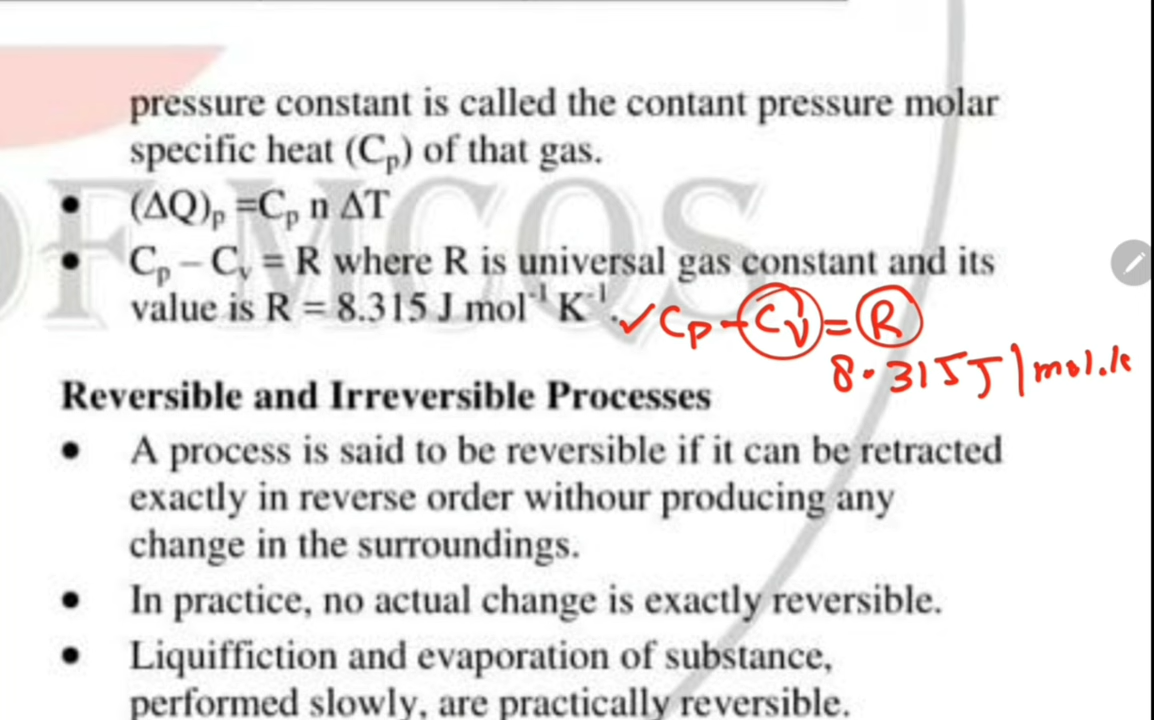 pressure constant is called the contant pressure molar
specific heat (Cp) of that gas.
• (ΔQ)p =Cp n ΔT
• Cp – Cv = R where R is universal gas constant and its
value is R = 8.315 J mol⁻¹ K⁻¹.
✓ Cp - Cv = R
8.315J/mol.k
Reversible and Irreversible Processes
• A process is said to be reversible if it can be retracted
exactly in reverse order withour producing any
change in the surroundings.
• In practice, no actual change is exactly reversible.
• Liquiffiction and evaporation of substance,
performed slowly, are practically reversible.
OF MCQS